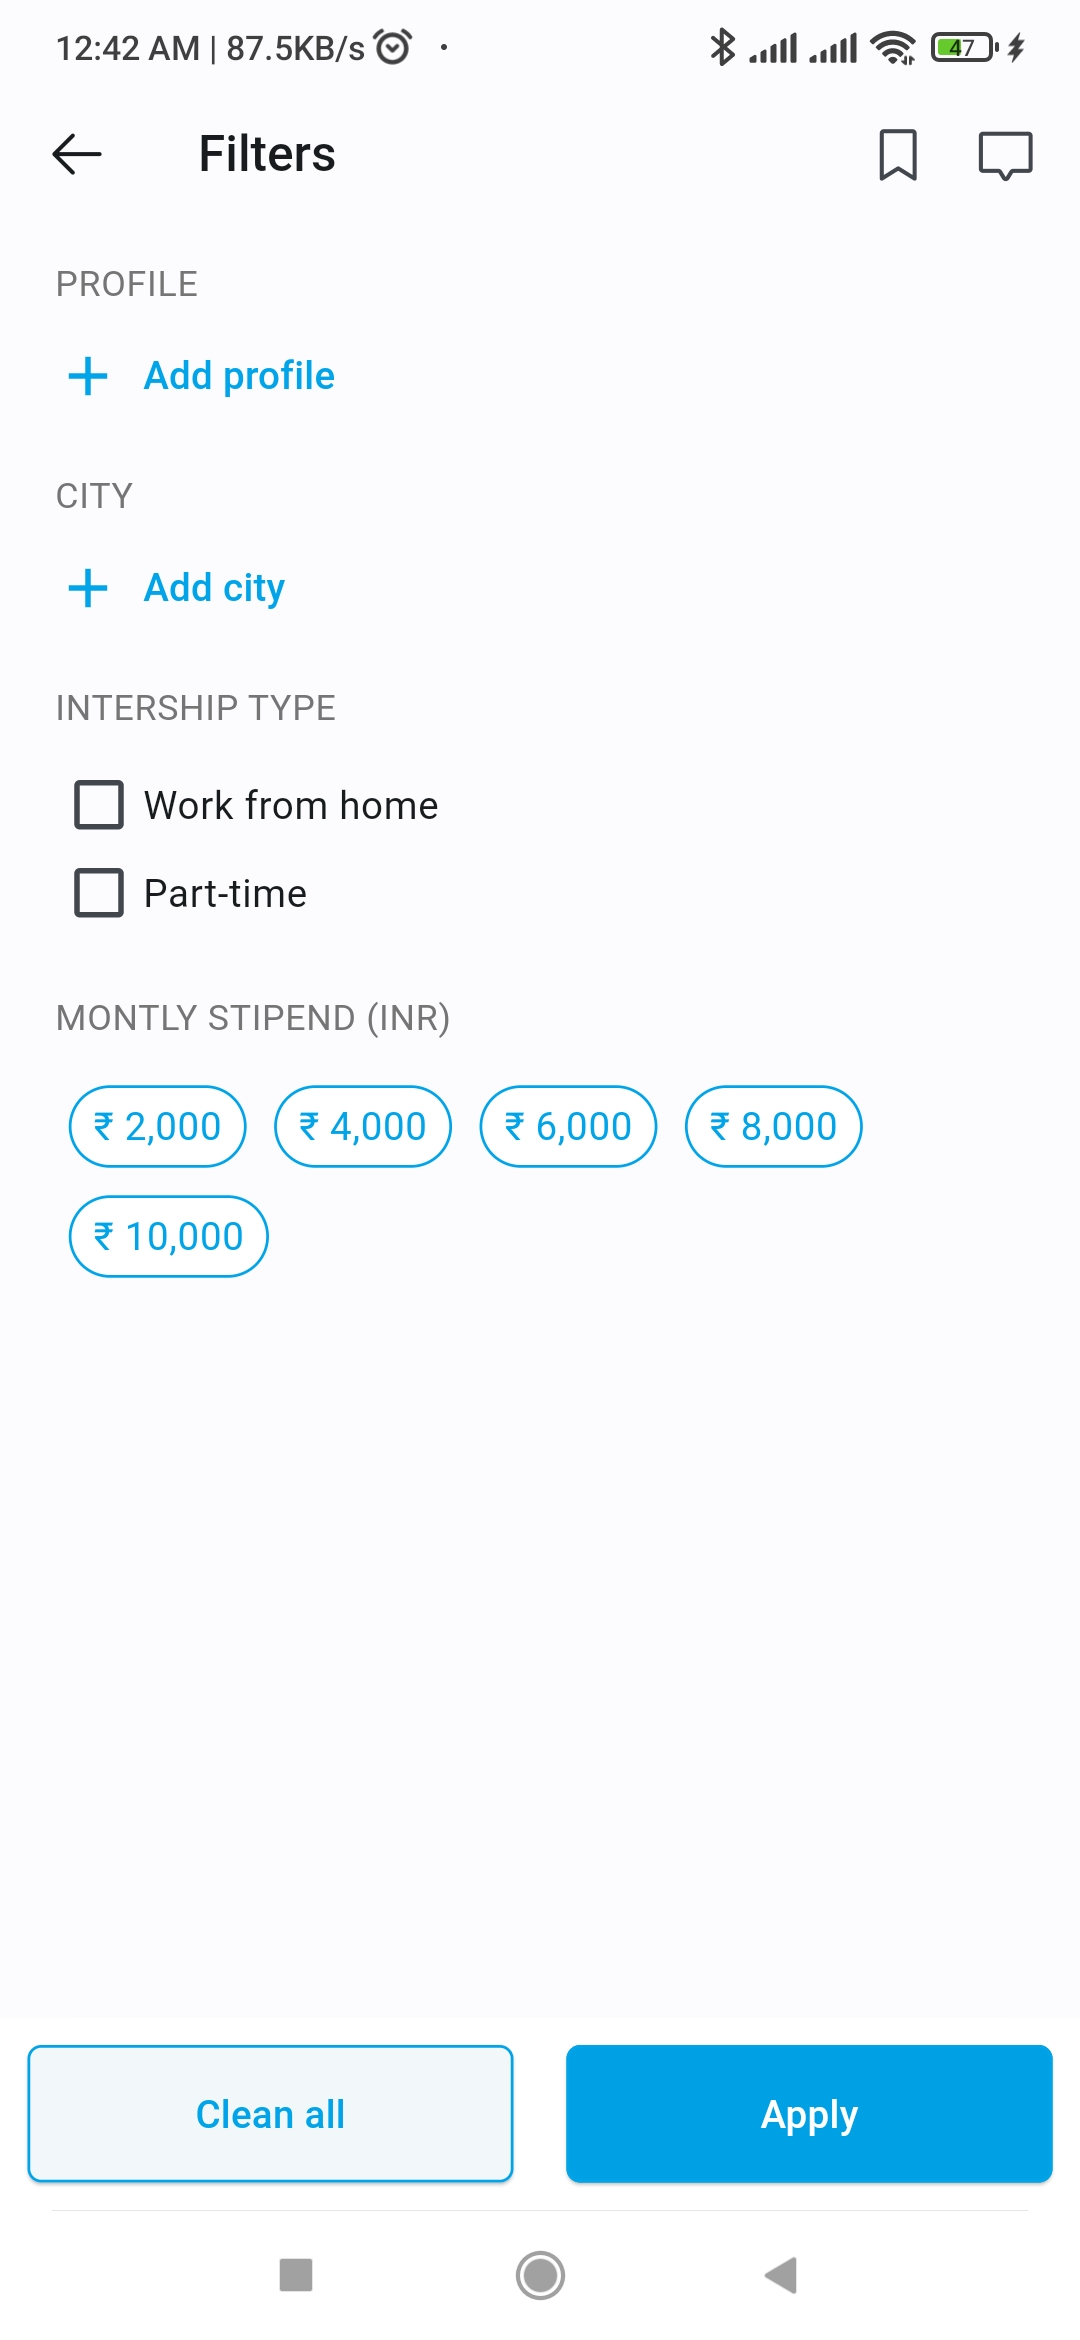 12:42 AM | 87.5KB/s
47
Filters
PROFILE
Add profile
CITY
Add city
INTERSHIP TYPE
Work from home
Part-time
MONTLY STIPEND (INR)
₹ 2,000 ₹ 4,000 ₹ 6,000 ₹ 8,000
₹ 10,000
Clean all Apply